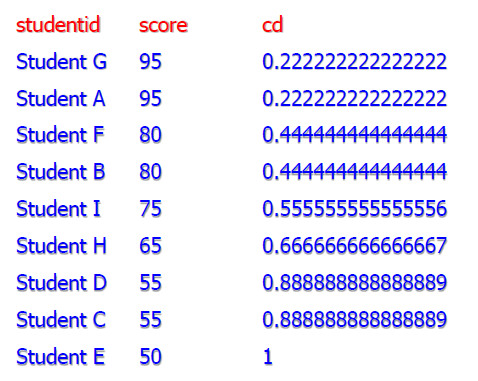 studentid score cd
Student G 95 0.222222222222222
Student A 95 0.222222222222222
Student F 80 0.444444444444444
Student B 80 0.444444444444444
Student I 75 0.555555555555556
Student H 65 0.666666666666667
Student D 55 0.888888888888889
Student C 55 0.888888888888889
Student E 50 1